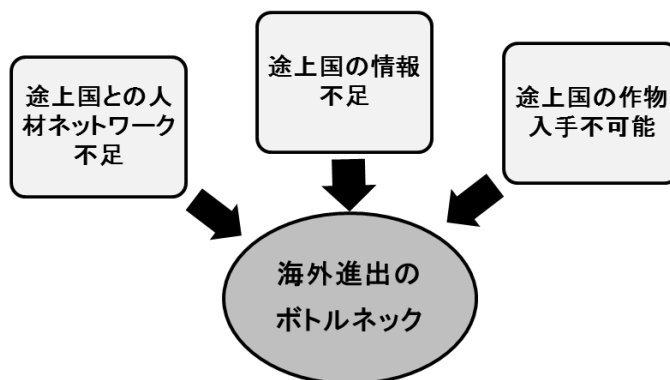 途上国との人
材ネットワーク
不足
途上国の情報
不足
途上国の作物
入手不可能
海外進出の
ボトルネック